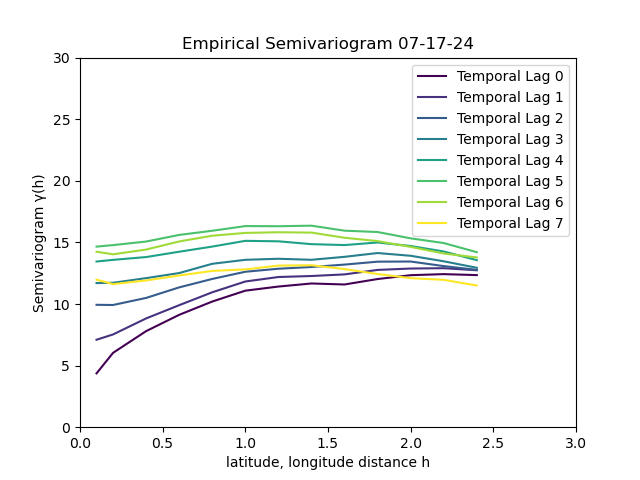 Empirical Semivariogram 07-17-24
30
25
20
15
10
5
0
Semivariogram γ(h)
Temporal Lag 0
Temporal Lag 1
Temporal Lag 2
Temporal Lag 3
Temporal Lag 4
Temporal Lag 5
Temporal Lag 6
Temporal Lag 7
0.0 0.5 1.0 1.5 2.0 2.5 3.0
latitude, longitude distance h